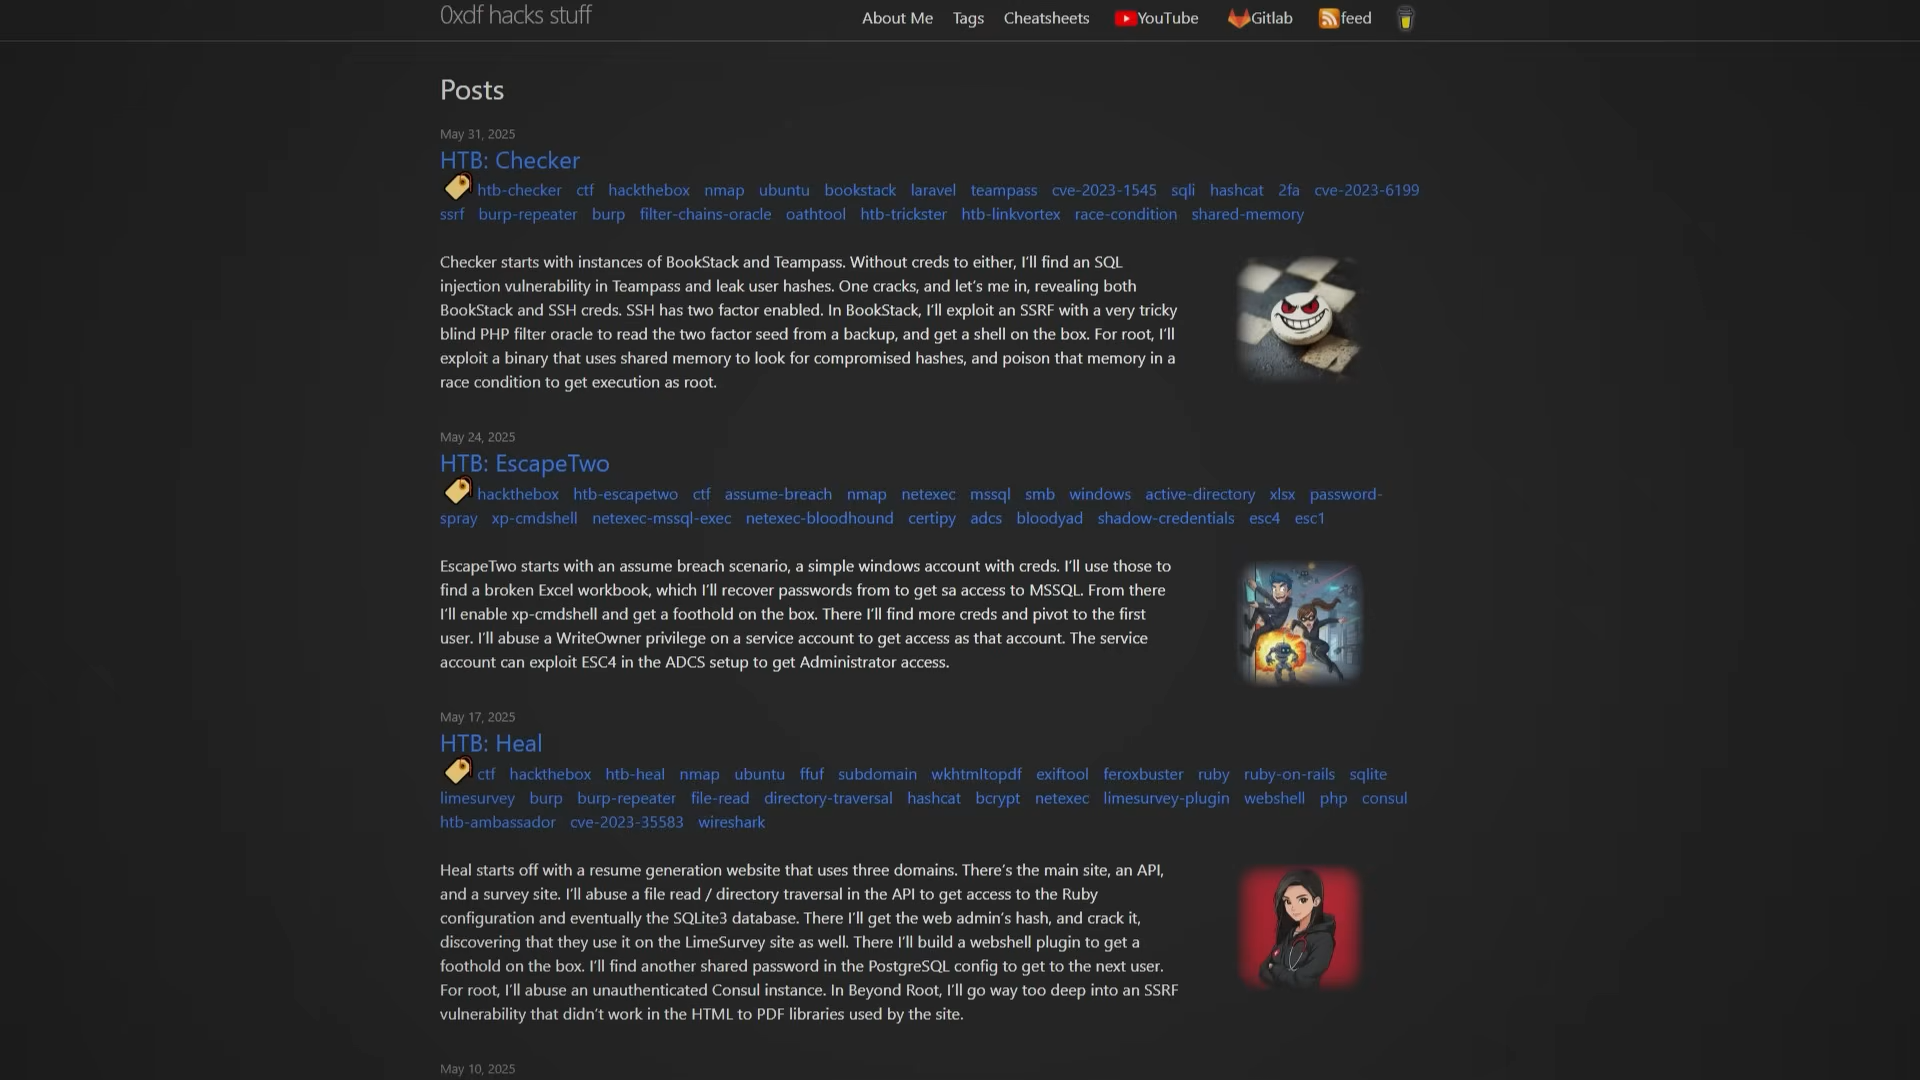 0xdf hacks stuff
About Me Tags Cheatsheets YouTube Gitlab feed
Posts
May 31, 2025
HTB: Checker
htb-checker ctf hackthebox nmap ubuntu bookstack laravel teampass cve-2023-1545 sqli hashcat 2fa cve-2023-6199
ssrf burp-repeater burp filter-chains-oracle oathtool htb-trickster htb-linkvortex race-condition shared-memory
Checker starts with instances of BookStack and Teampass. Without creds to either, I’ll find an SQL
injection vulnerability in Teampass and leak user hashes. One cracks, and let’s me in, revealing both
BookStack and SSH creds. SSH has two factor enabled. In BookStack, I’ll exploit an SSRF with a very tricky
blind PHP filter oracle to read the two factor seed from a backup, and get a shell on the box. For root, I’ll
exploit a binary that uses shared memory to look for compromised hashes, and poison that memory in a
race condition to get execution as root.
May 24, 2025
HTB: EscapeTwo
hackthebox htb-escapetwo ctf assume-breach nmap netexec mssql smb windows active-directory xlsx password-
spray xp-cmdshell netexec-mssql-exec netexec-bloodhound certipy adcs bloodyad shadow-credentials esc4 esc1
EscapeTwo starts with an assume breach scenario, a simple windows account with creds. I’ll use those to
find a broken Excel workbook, which I’ll recover passwords from to get sa access to MSSQL. From there
I’ll enable xp-cmdshell and get a foothold on the box. There I’ll find more creds and pivot to the first
user. I’ll abuse a WriteOwner privilege on a service account to get access as that account. The service
account can exploit ESC4 in the ADCS setup to get Administrator access.
May 17, 2025
HTB: Heal
ctf hackthebox htb-heal nmap ubuntu ffuf subdomain wkhtmltopdf exiftool feroxbuster ruby ruby-on-rails sqlite
limesurvey burp burp-repeater file-read directory-traversal hashcat bcrypt netexec limesurvey-plugin webshell php consul
htb-ambassador cve-2023-35583 wireshark
Heal starts off with a resume generation website that uses three domains. There’s the main site, an API,
and a survey site. I’ll abuse a file read / directory traversal in the API to get access to the Ruby
configuration and eventually the SQLite3 database. There I’ll get the web admin’s hash, and crack it,
discovering that they use it on the LimeSurvey site as well. There I’ll build a webshell plugin to get a
foothold on the box. I’ll find another shared password in the PostgreSQL config to get to the next user.
For root, I’ll abuse an unauthenticated Consul instance. In Beyond Root, I’ll go way too deep into an SSRF
vulnerability that didn’t work in the HTML to PDF libraries used by the site.
May 10, 2025